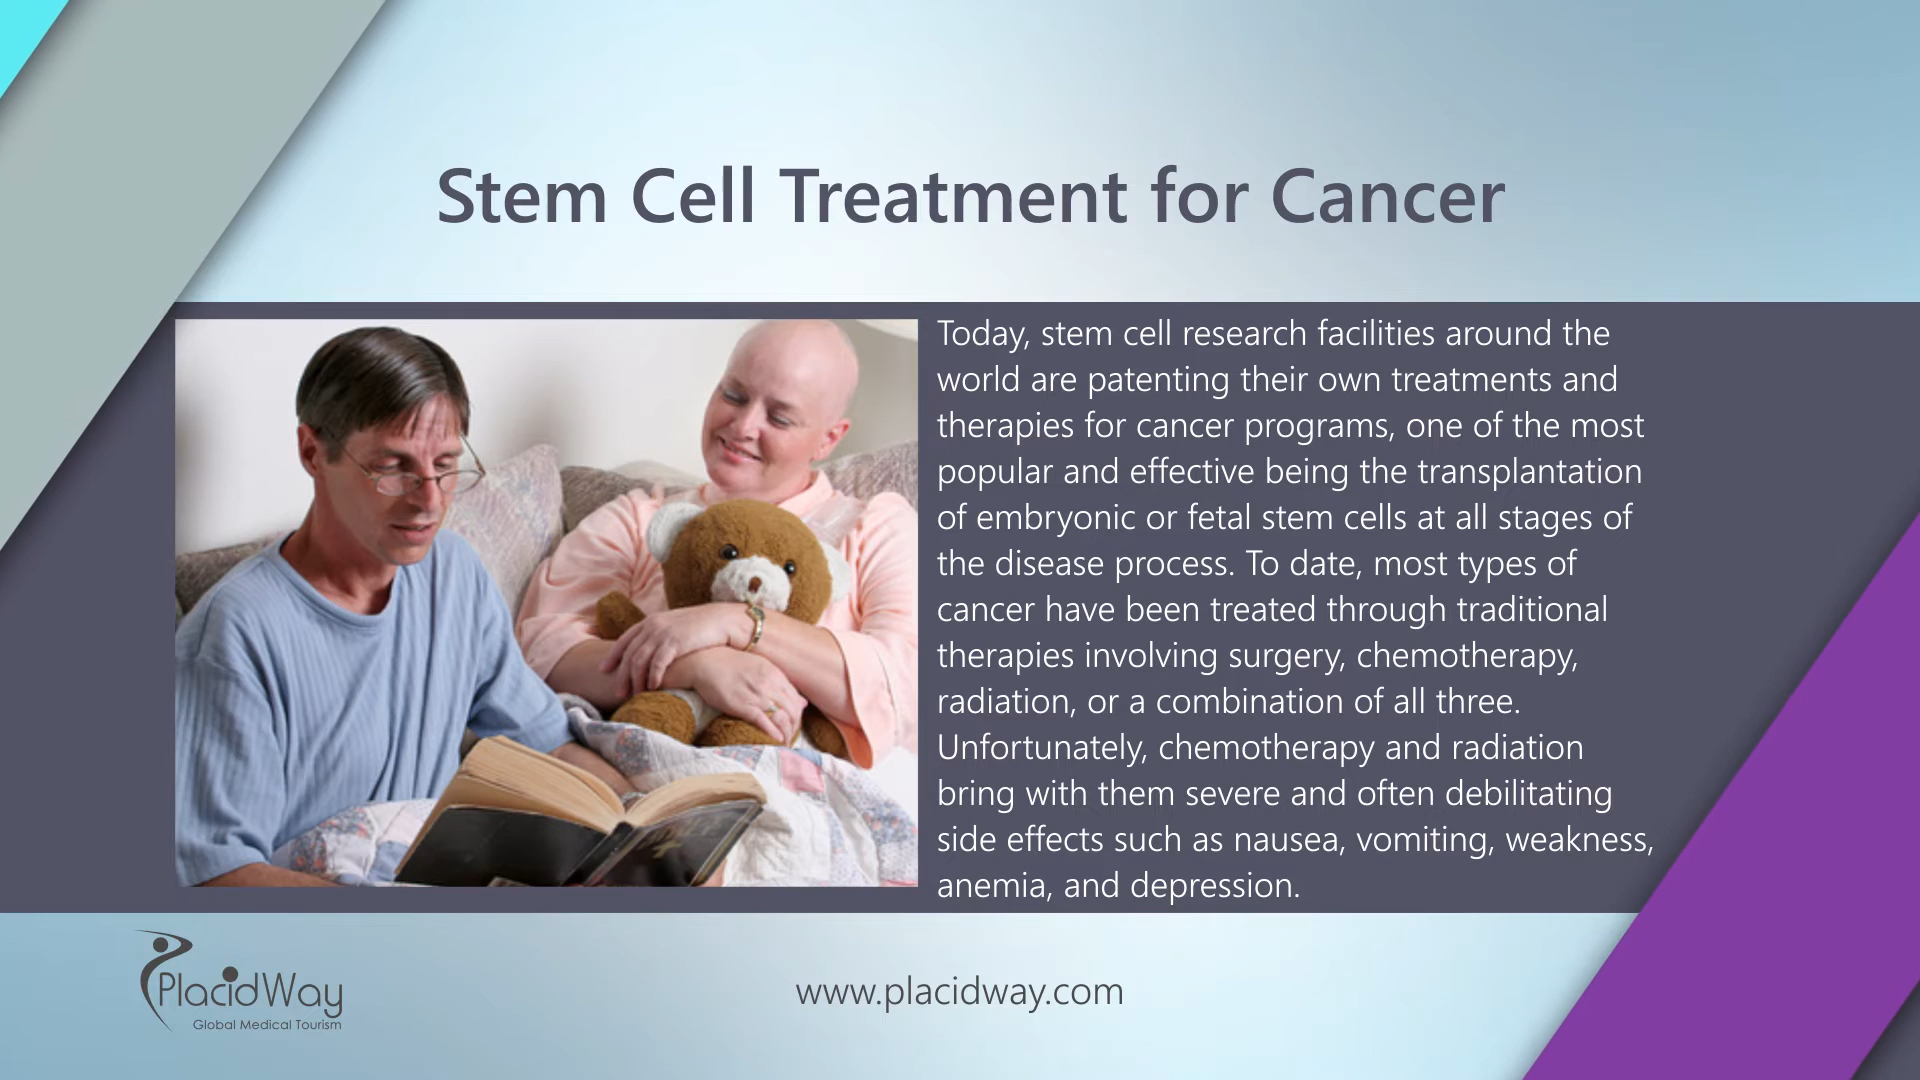 Stem Cell Treatment for Cancer
Today, stem cell research facilities around the
world are patenting their own treatments and
therapies for cancer programs, one of the most
popular and effective being the transplantation
of embryonic or fetal stem cells at all stages of
the disease process. To date, most types of
cancer have been treated through traditional
therapies involving surgery, chemotherapy,
radiation, or a combination of all three.
Unfortunately, chemotherapy and radiation
bring with them severe and often debilitating
side effects such as nausea, vomiting, weakness,
anemia, and depression.
PlacidWay
Global Medical Tourism
www.placidway.com